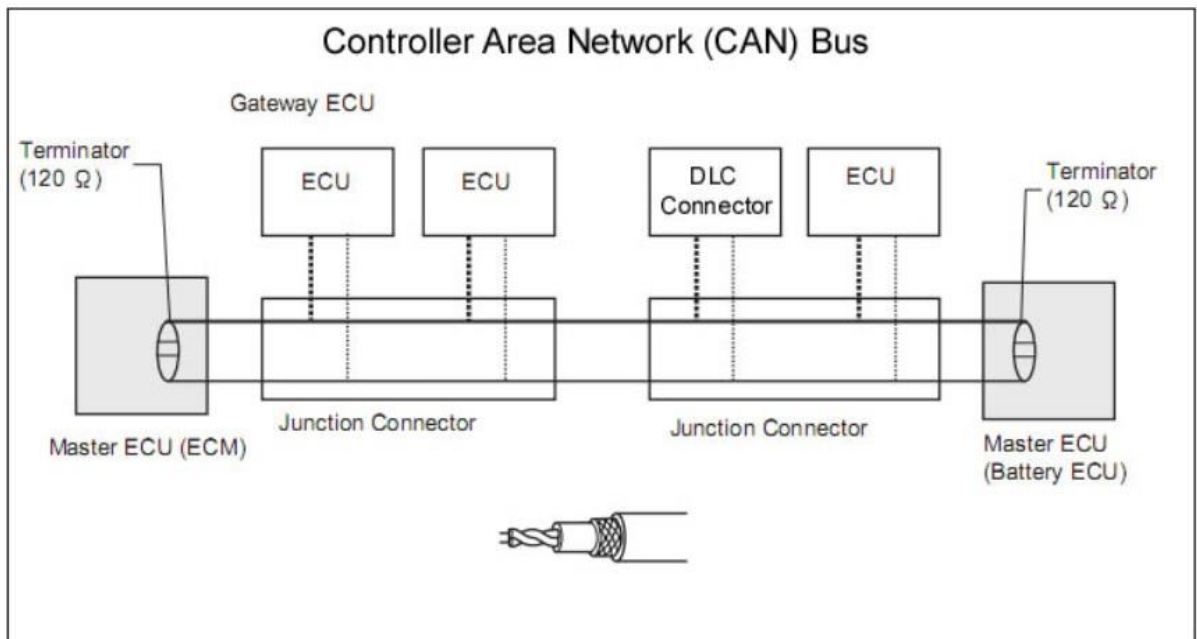 Controller Area Network (CAN) Bus
Gateway ECU
Terminator
(120 Ω)
ECU
ECU
DLC
Connector
ECU
Terminator
(120 Ω)
Junction Connector
Junction Connector
Master ECU (ECM)
Master ECU
(Battery ECU)